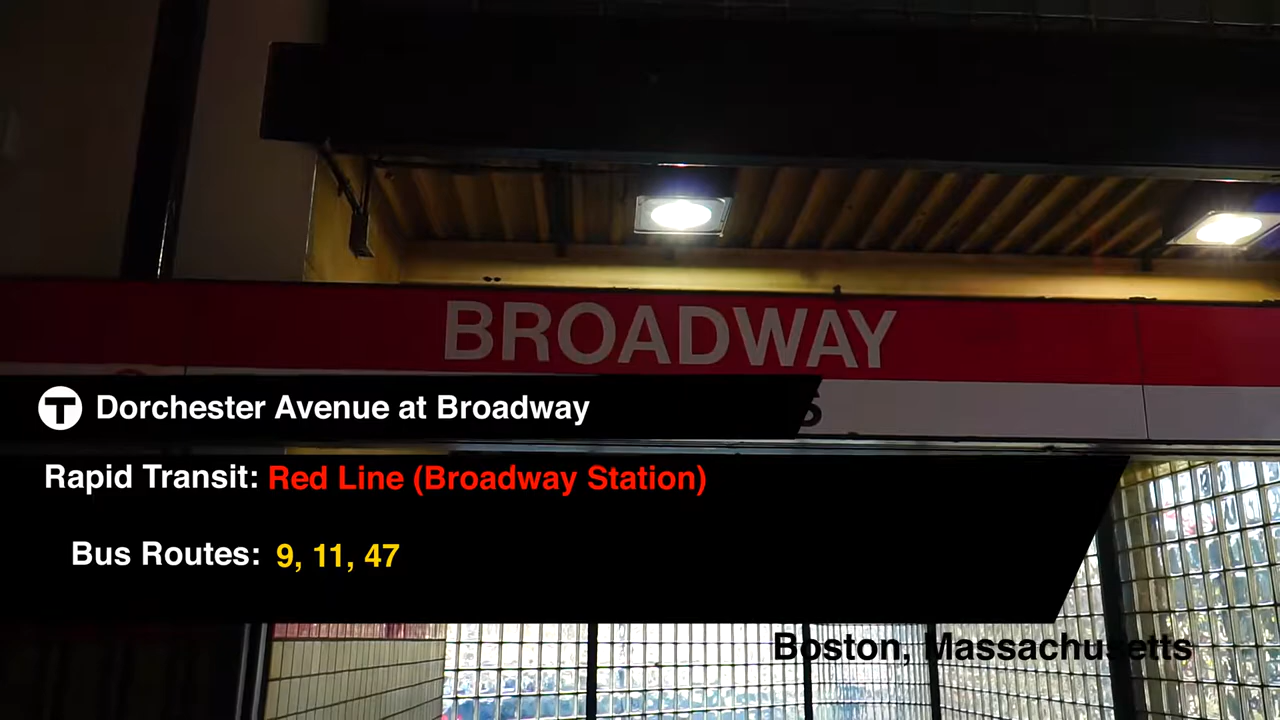 BROADWAY
T Dorchester Avenue at Broadway
Rapid Transit: Red Line (Broadway Station)
Bus Routes: 9, 11, 47
Boston, Massachusetts